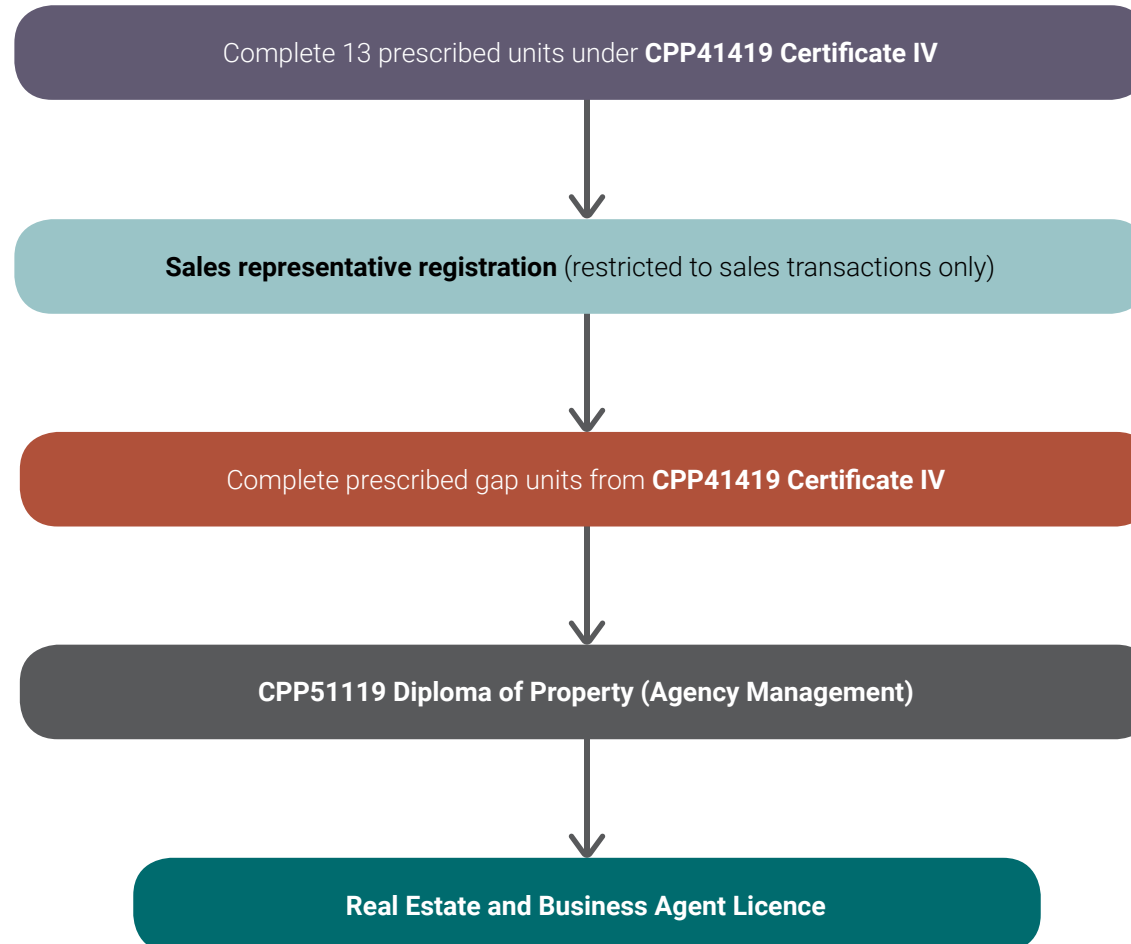 Complete 13 prescribed units under CPP41419 Certificate IV
Sales representative registration (restricted to sales transactions only)
Complete prescribed gap units from CPP41419 Certificate IV
CPP51119 Diploma of Property (Agency Management)
Real Estate and Business Agent Licence